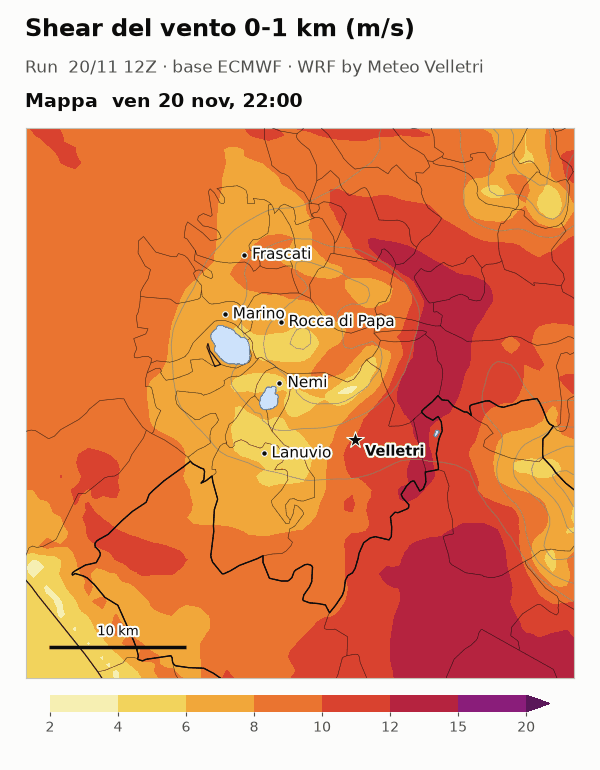 Shear del vento 0-1 km (m/s)
Run 20/11 12Z · base ECMWF · WRF by Meteo Velletri
Mappa ven 20 nov, 22:00
Frascati
Marino
Rocca di Papa
Nemi
Velletri
Lanuvio
10 km
2 4 6 8 10 12 15 20